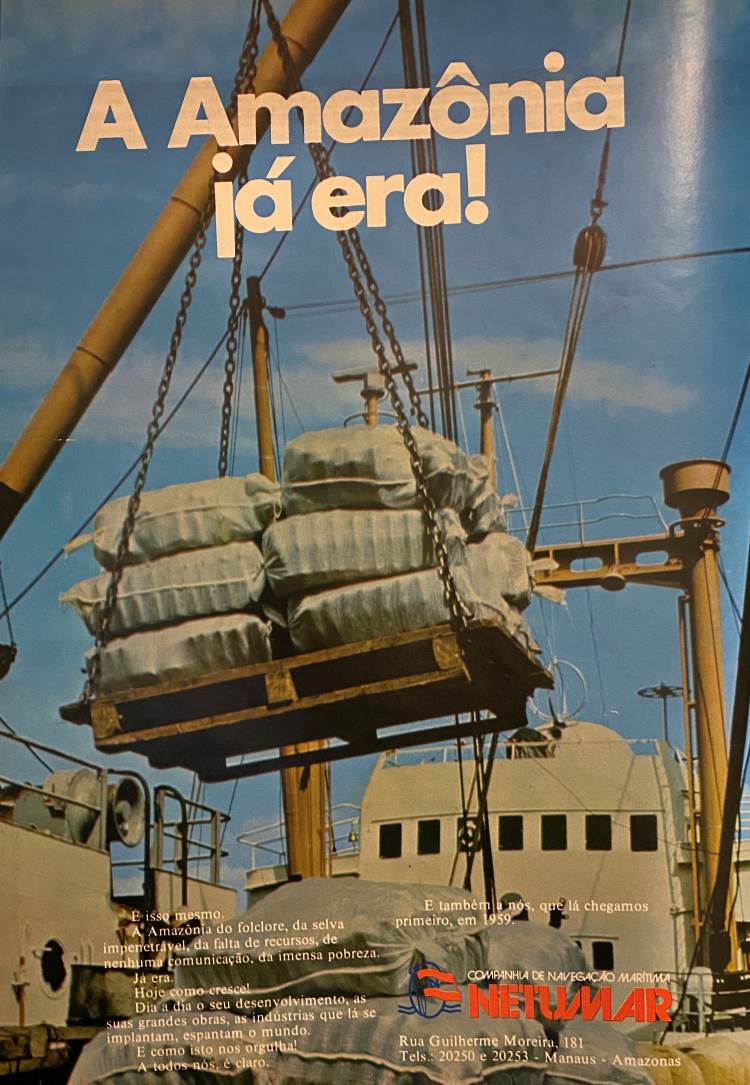 A Amazônia
já era!
É isso mesmo.
A Amazônia do folclore, da selva
impenetrável, da falta de recursos, de
nenhuma comunicação, da imensa pobreza.
Já era.
Hoje como cresce!
Dia a dia o seu desenvolvimento, as
suas grandes obras, as indústrias que lá se
implantam, espantam o mundo.
E como isto nos orgulha!
A todos nós, é claro.
E também a nós, que lá chegamos
primeiro, em 1959.
COMPANHIA DE NAVEGAÇÃO MARÍTIMA
NETUMAR
Rua Guilherme Moreira, 181
Tels.: 20250 e 20253 - Manaus - Amazonas